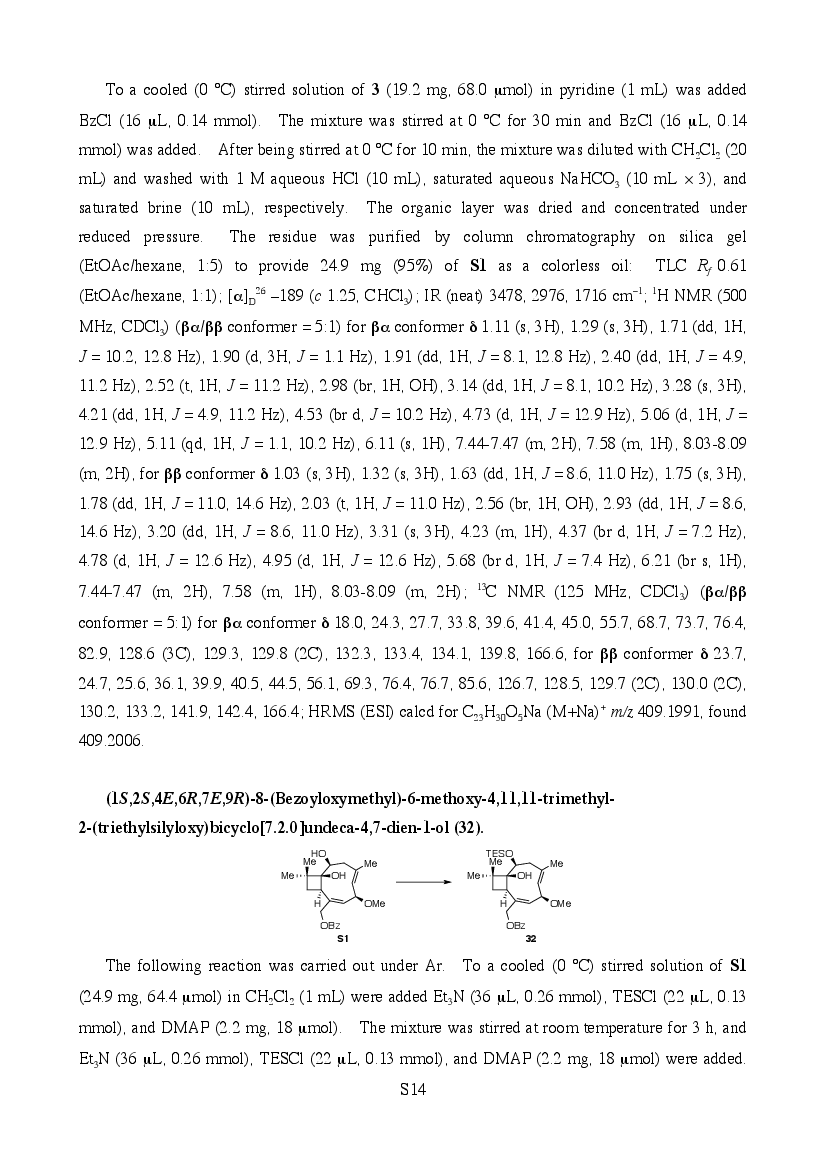 To a cooled (0 °C) stirred solution of 3 (19.2 mg, 68.0 μmol) in pyridine (1 mL) was added
BzCl (16 μL, 0.14 mmol). The mixture was stirred at 0 °C for 30 min and BzCl (16 μL, 0.14
mmol) was added. After being stirred at 0 °C for 10 min, the mixture was diluted with CH₂Cl₂ (20
mL) and washed with 1 M aqueous HCl (10 mL), saturated aqueous NaHCO₃ (10 mL × 3), and
saturated brine (10 mL), respectively. The organic layer was dried and concentrated under
reduced pressure. The residue was purified by column chromatography on silica gel
(EtOAc/hexane, 1:5) to provide 24.9 mg (95%) of S1 as a colorless oil: TLC Rf 0.61
(EtOAc/hexane, 1:1); [α]D²⁶ –189 (c 1.25, CHCl₃); IR (neat) 3478, 2976, 1716 cm⁻¹; ¹H NMR (500
MHz, CDCl₃) (βα/ββ conformer = 5:1) for βα conformer δ 1.11 (s, 3H), 1.29 (s, 3H), 1.71 (dd, 1H,
J = 10.2, 12.8 Hz), 1.90 (d, 3H, J = 1.1 Hz), 1.91 (dd, 1H, J = 8.1, 12.8 Hz), 2.40 (dd, 1H, J = 4.9,
11.2 Hz), 2.52 (t, 1H, J = 11.2 Hz), 2.98 (br, 1H, OH), 3.14 (dd, 1H, J = 8.1, 10.2 Hz), 3.28 (s, 3H),
4.21 (dd, 1H, J = 4.9, 11.2 Hz), 4.53 (br d, J = 10.2 Hz), 4.73 (d, 1H, J = 12.9 Hz), 5.06 (d, 1H, J =
12.9 Hz), 5.11 (qd, 1H, J = 1.1, 10.2 Hz), 6.11 (s, 1H), 7.44-7.47 (m, 2H), 7.58 (m, 1H), 8.03-8.09
(m, 2H), for ββ conformer δ 1.03 (s, 3H), 1.32 (s, 3H), 1.63 (dd, 1H, J = 8.6, 11.0 Hz), 1.75 (s, 3H),
1.78 (dd, 1H, J = 11.0, 14.6 Hz), 2.03 (t, 1H, J = 11.0 Hz), 2.56 (br, 1H, OH), 2.93 (dd, 1H, J = 8.6,
14.6 Hz), 3.20 (dd, 1H, J = 8.6, 11.0 Hz), 3.31 (s, 3H), 4.23 (m, 1H), 4.37 (br d, 1H, J = 7.2 Hz),
4.78 (d, 1H, J = 12.6 Hz), 4.95 (d, 1H, J = 12.6 Hz), 5.68 (br d, 1H, J = 7.4 Hz), 6.21 (br s, 1H),
7.44-7.47 (m, 2H), 7.58 (m, 1H), 8.03-8.09 (m, 2H); ¹³C NMR (125 MHz, CDCl₃) (βα/ββ
conformer = 5:1) for βα conformer δ 18.0, 24.3, 27.7, 33.8, 39.6, 41.4, 45.0, 55.7, 68.7, 73.7, 76.4,
82.9, 128.6 (3C), 129.3, 129.8 (2C), 132.3, 133.4, 134.1, 139.8, 166.6, for ββ conformer δ 23.7,
24.7, 25.6, 36.1, 39.9, 40.5, 44.5, 56.1, 69.3, 76.4, 76.7, 85.6, 126.7, 128.5, 129.7 (2C), 130.0 (2C),
130.2, 133.2, 141.9, 142.4, 166.4; HRMS (ESI) calcd for C₂₃H₃₀O₅Na (M+Na)⁺ m/z 409.1991, found
409.2006.
(1S,2S,4E,6R,7E,9R)-8-(Bezoyloxymethyl)-6-methoxy-4,11,11-trimethyl-
2-(triethylsilyloxy)bicyclo[7.2.0]undeca-4,7-dien-1-ol (32).
HO TESO
Me Me Me Me
Me OH Me OH
H OMe H OMe
OBz OBz
S1 32
The following reaction was carried out under Ar. To a cooled (0 °C) stirred solution of S1
(24.9 mg, 64.4 μmol) in CH₂Cl₂ (1 mL) were added Et₃N (36 μL, 0.26 mmol), TESCl (22 μL, 0.13
mmol), and DMAP (2.2 mg, 18 μmol). The mixture was stirred at room temperature for 3 h, and
Et₃N (36 μL, 0.26 mmol), TESCl (22 μL, 0.13 mmol), and DMAP (2.2 mg, 18 μmol) were added.
S14